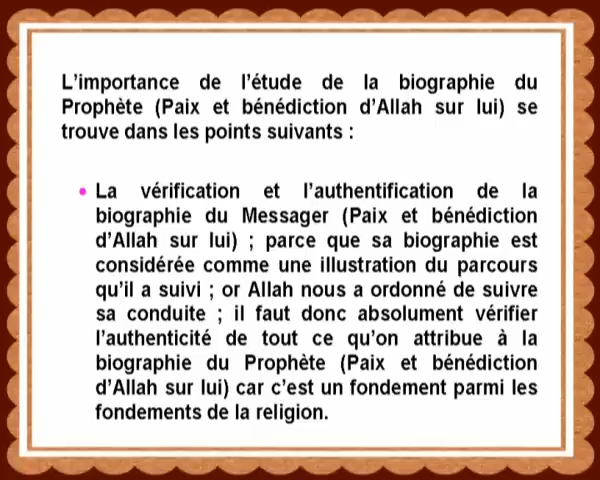 L'importance de l'étude de la biographie du
Prophète (Paix et bénédiction d'Allah sur lui) se
trouve dans les points suivants :
• La vérification et l'authentification de la
biographie du Messager (Paix et bénédiction
d'Allah sur lui) ; parce que sa biographie est
considérée comme une illustration du parcours
qu'il a suivi ; or Allah nous a ordonné de suivre
sa conduite ; il faut donc absolument vérifier
l'authenticité de tout ce qu'on attribue à la
biographie du Prophète (Paix et bénédiction
d'Allah sur lui) car c'est un fondement parmi les
fondements de la religion.